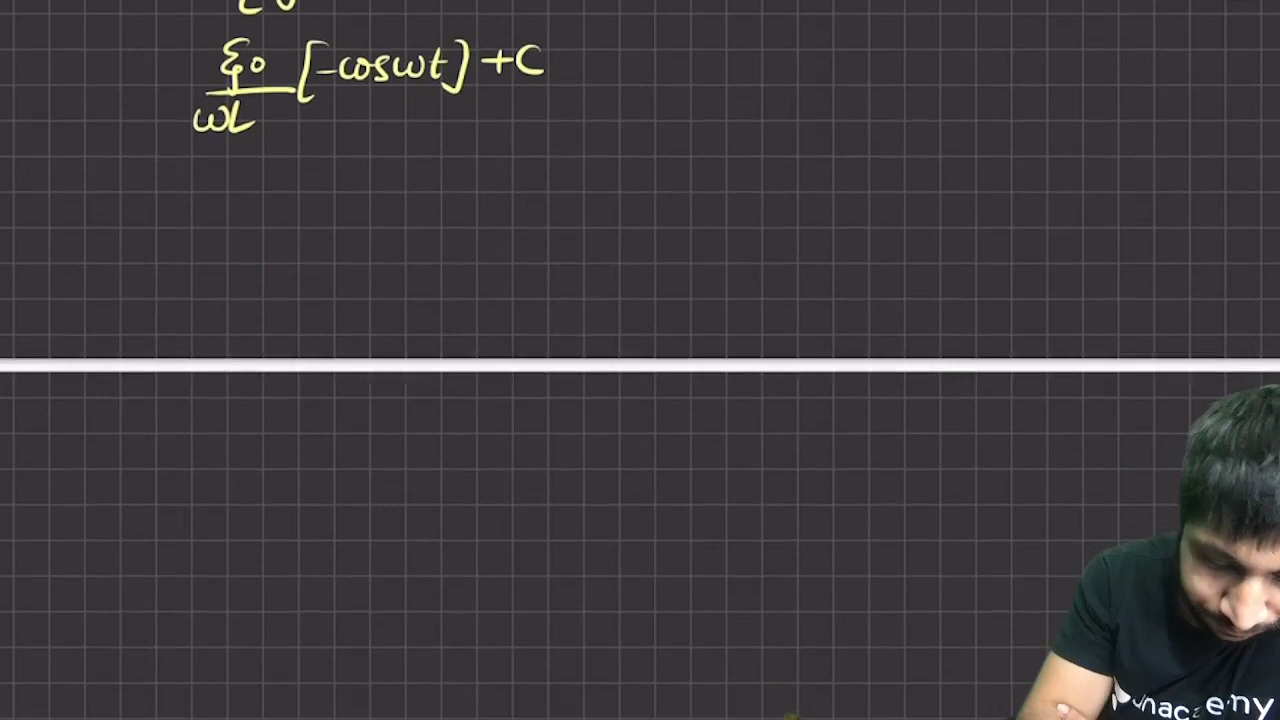 ξ₀ [-cosωt] + C
ωL
unacademy